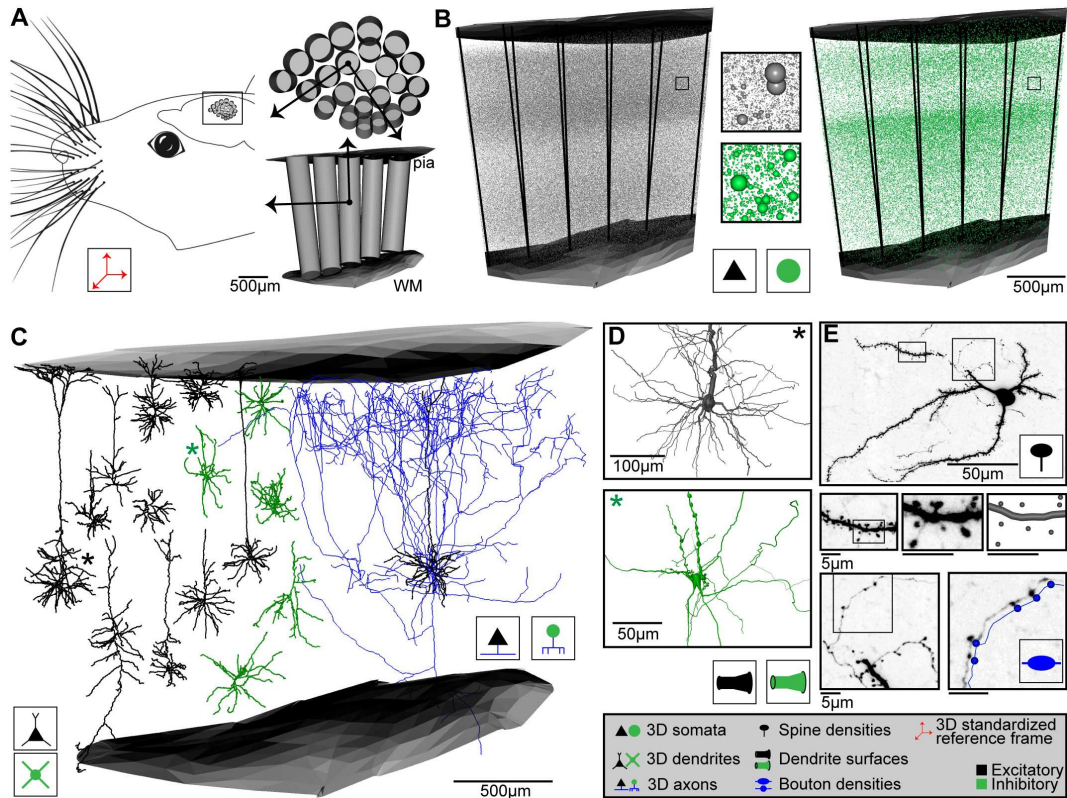 A
pia
500µm
WM
B
500µm
C
*
*
500µm
D
*
100µm
*
50µm
E
50µm
5µm
5µm
3D somata
Spine densities
3D standardized
reference frame
3D dendrites
Dendrite surfaces
3D axons
Bouton densities
Excitatory
Inhibitory